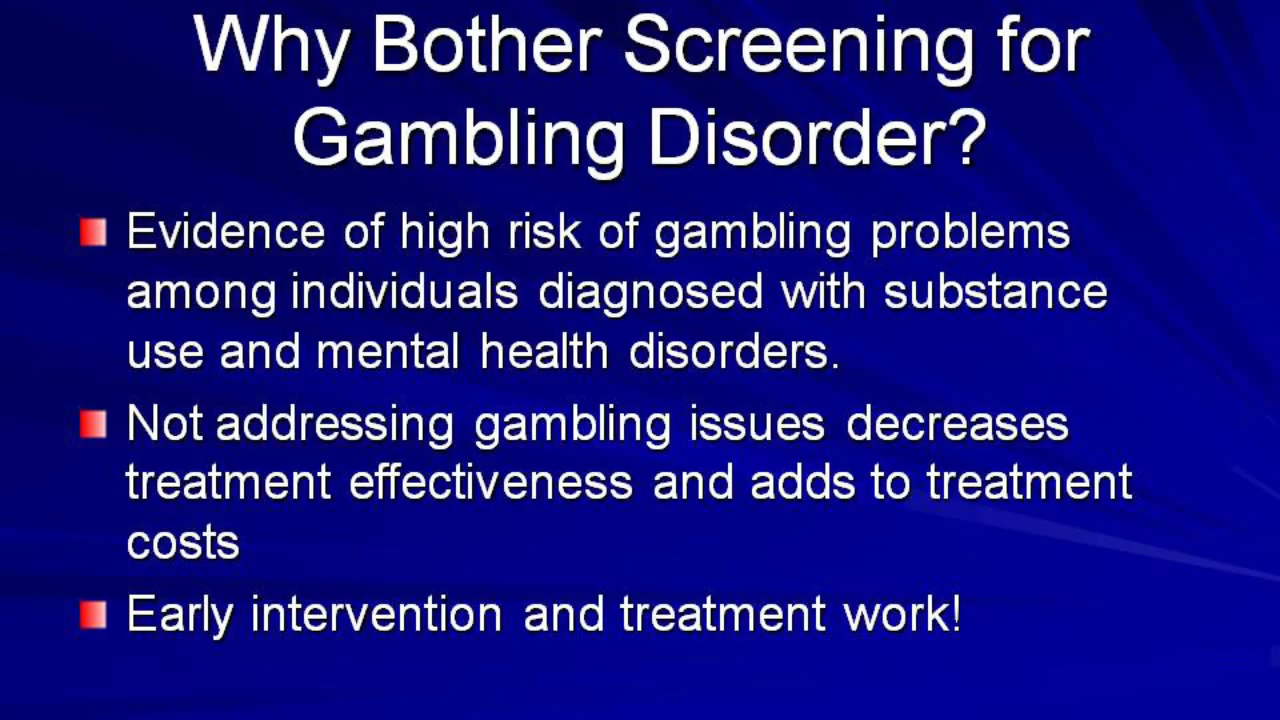 Why Bother Screening for
Gambling Disorder?
Evidence of high risk of gambling problems
among individuals diagnosed with substance
use and mental health disorders.
Not addressing gambling issues decreases
treatment effectiveness and adds to treatment
costs
Early intervention and treatment work!